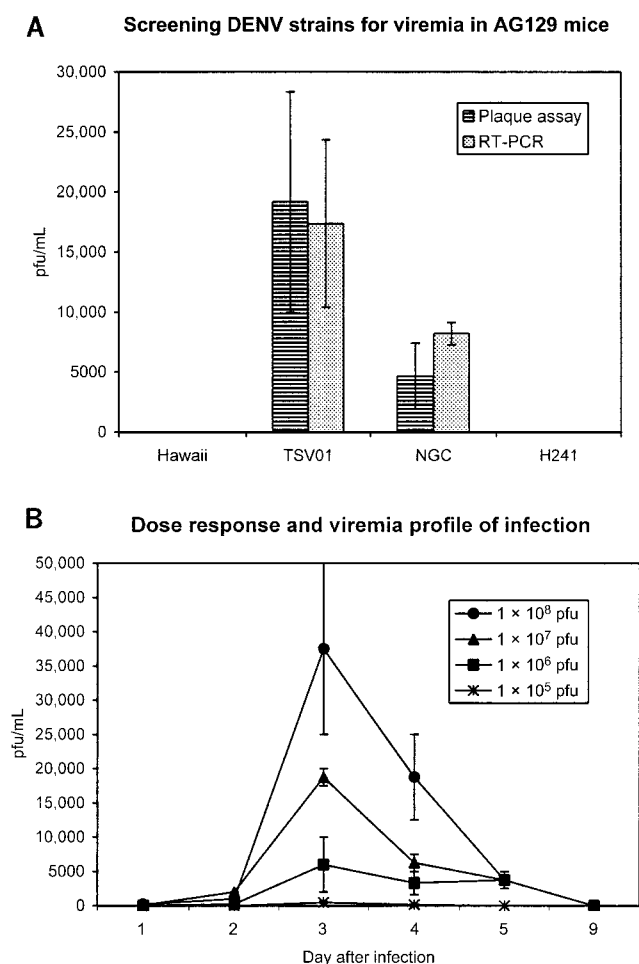 A
Screening DENV strains for viremia in AG129 mice
30,000
25,000
20,000
15,000
10,000
5000
0
pfu/mL
Plaque assay
RT-PCR
Hawaii TSV01 NGC H241
B
Dose response and viremia profile of infection
50,000
45,000
40,000
35,000
30,000
25,000
20,000
15,000
10,000
5000
0
pfu/mL
1 × 10⁸ pfu
1 × 10⁷ pfu
1 × 10⁶ pfu
1 × 10⁵ pfu
1 2 3 4 5 9
Day after infection